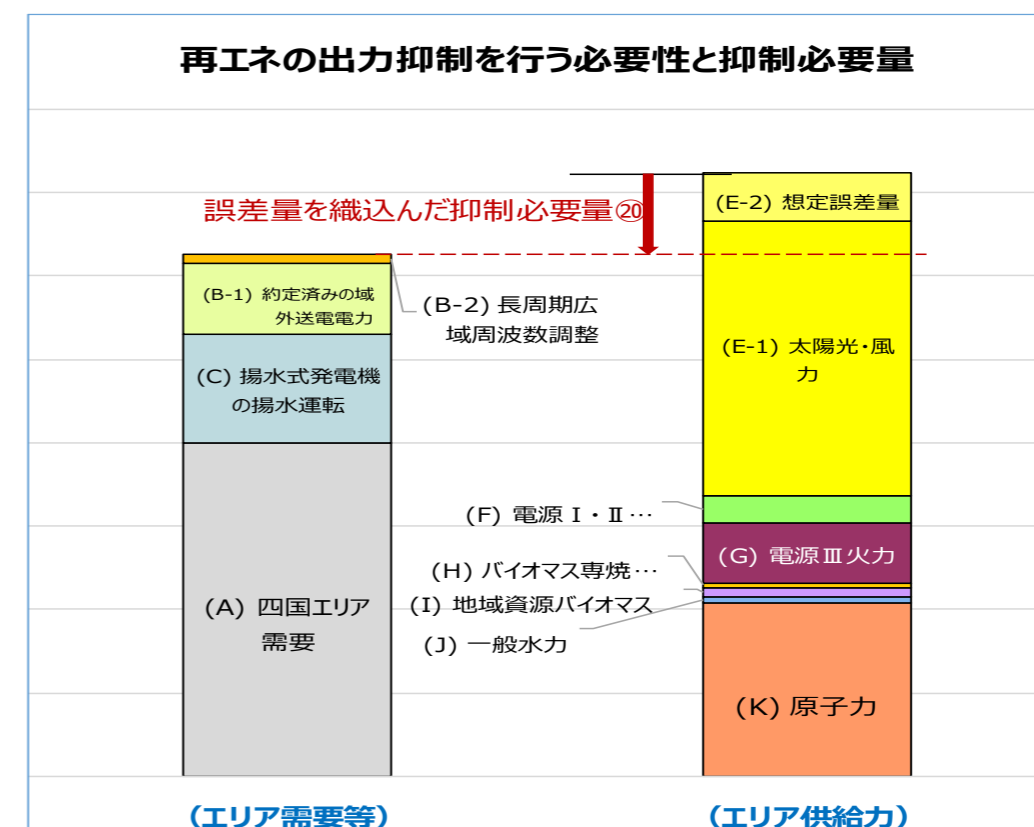 再エネの出力抑制を行う必要性と抑制必要量
誤差量を織込んだ抑制必要量⑳
(B-1) 約定済みの域
外送電電力
(B-2) 長周期広
域周波数調整
(C) 揚水式発電機
の揚水運転
(A) 四国エリア
需要
(E-2) 想定誤差量
(E-1) 太陽光・風
力
(F) 電源Ⅰ・Ⅱ…
(G) 電源Ⅲ火力
(H) バイオマス専焼…
(I) 地域資源バイオマス
(J) 一般水力
(K) 原子力
(エリア需要等)
(エリア供給力)